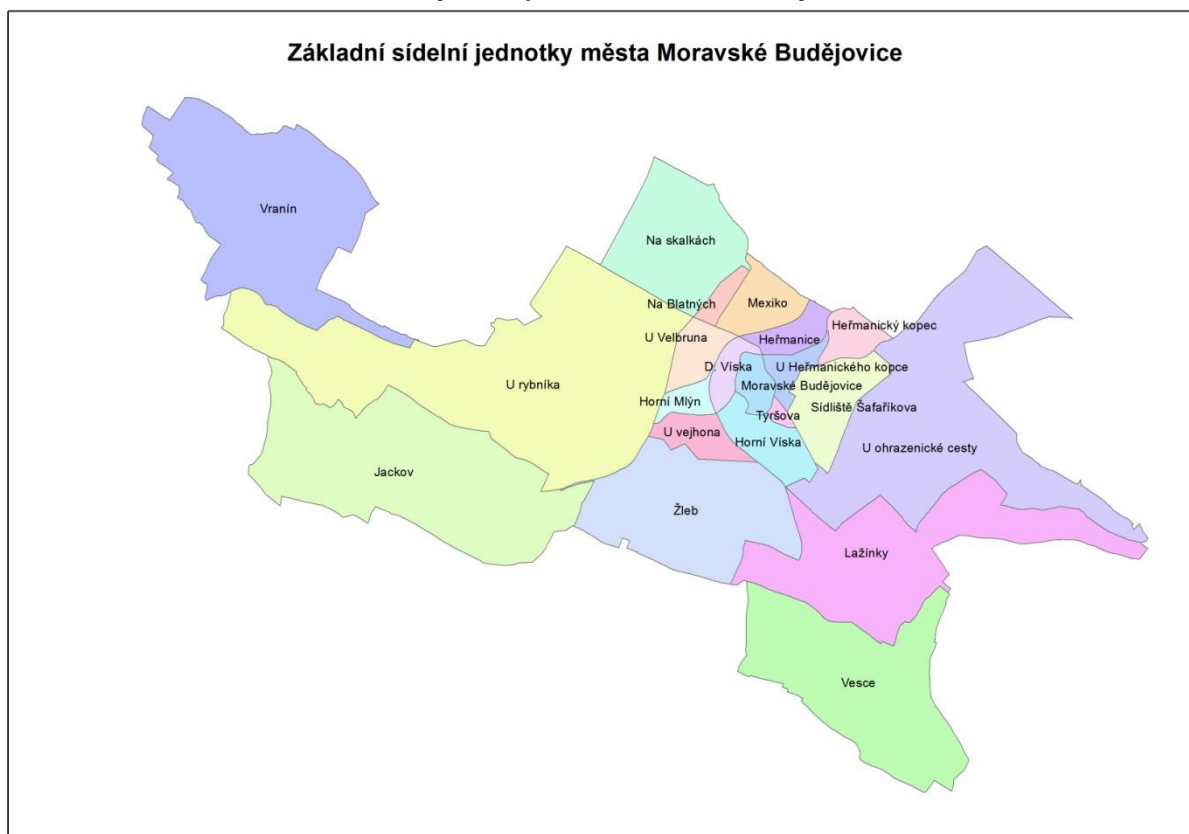 Základní sídelní jednotky města Moravské Budějovice
Vranín
Na skalkách
Na Blatných
Mexiko
Heřmanický kopec
U Velbruna
Heřmanice
D. Víska
U Heřmanického kopce
U rybníka
Moravské Budějovice
Horní Mlýn
Sídliště Šafaříkova
Tyršova
U vejhona
Horní Víska
U ohrazenické cesty
Jackov
Žleb
Lažínky
Vesce